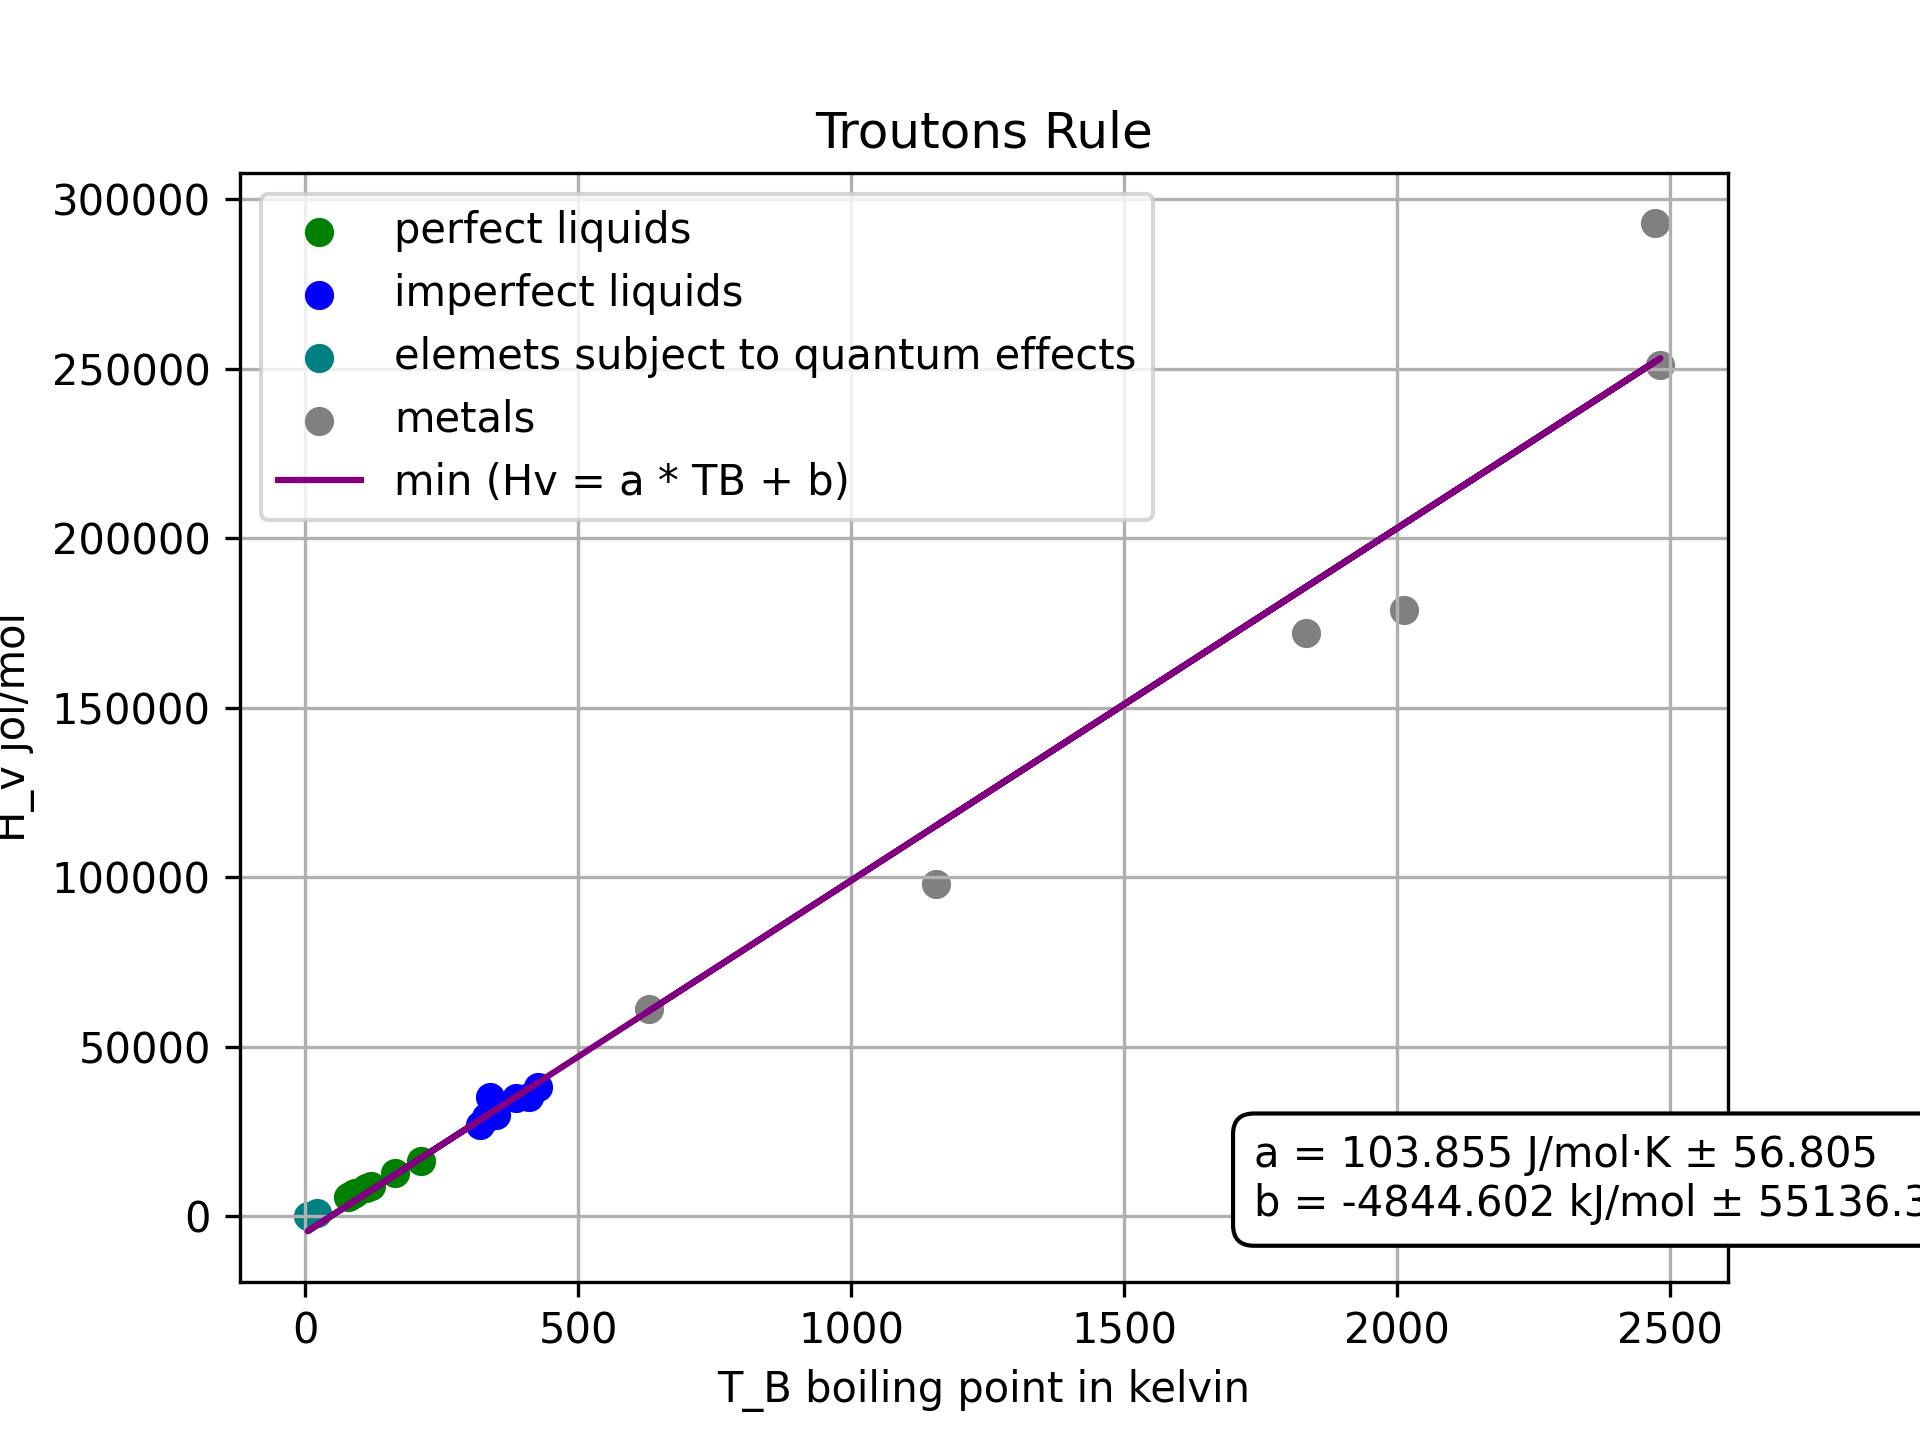 Troutons Rule
300000
250000
200000
150000
100000
50000
0
H_v jol/mol
perfect liquids
imperfect liquids
elemets subject to quantum effects
metals
min (Hv = a * TB + b)
a = 103.855 J/mol·K ± 56.805
b = -4844.602 kJ/mol ± 55136.3
0 500 1000 1500 2000 2500
T_B boiling point in kelvin